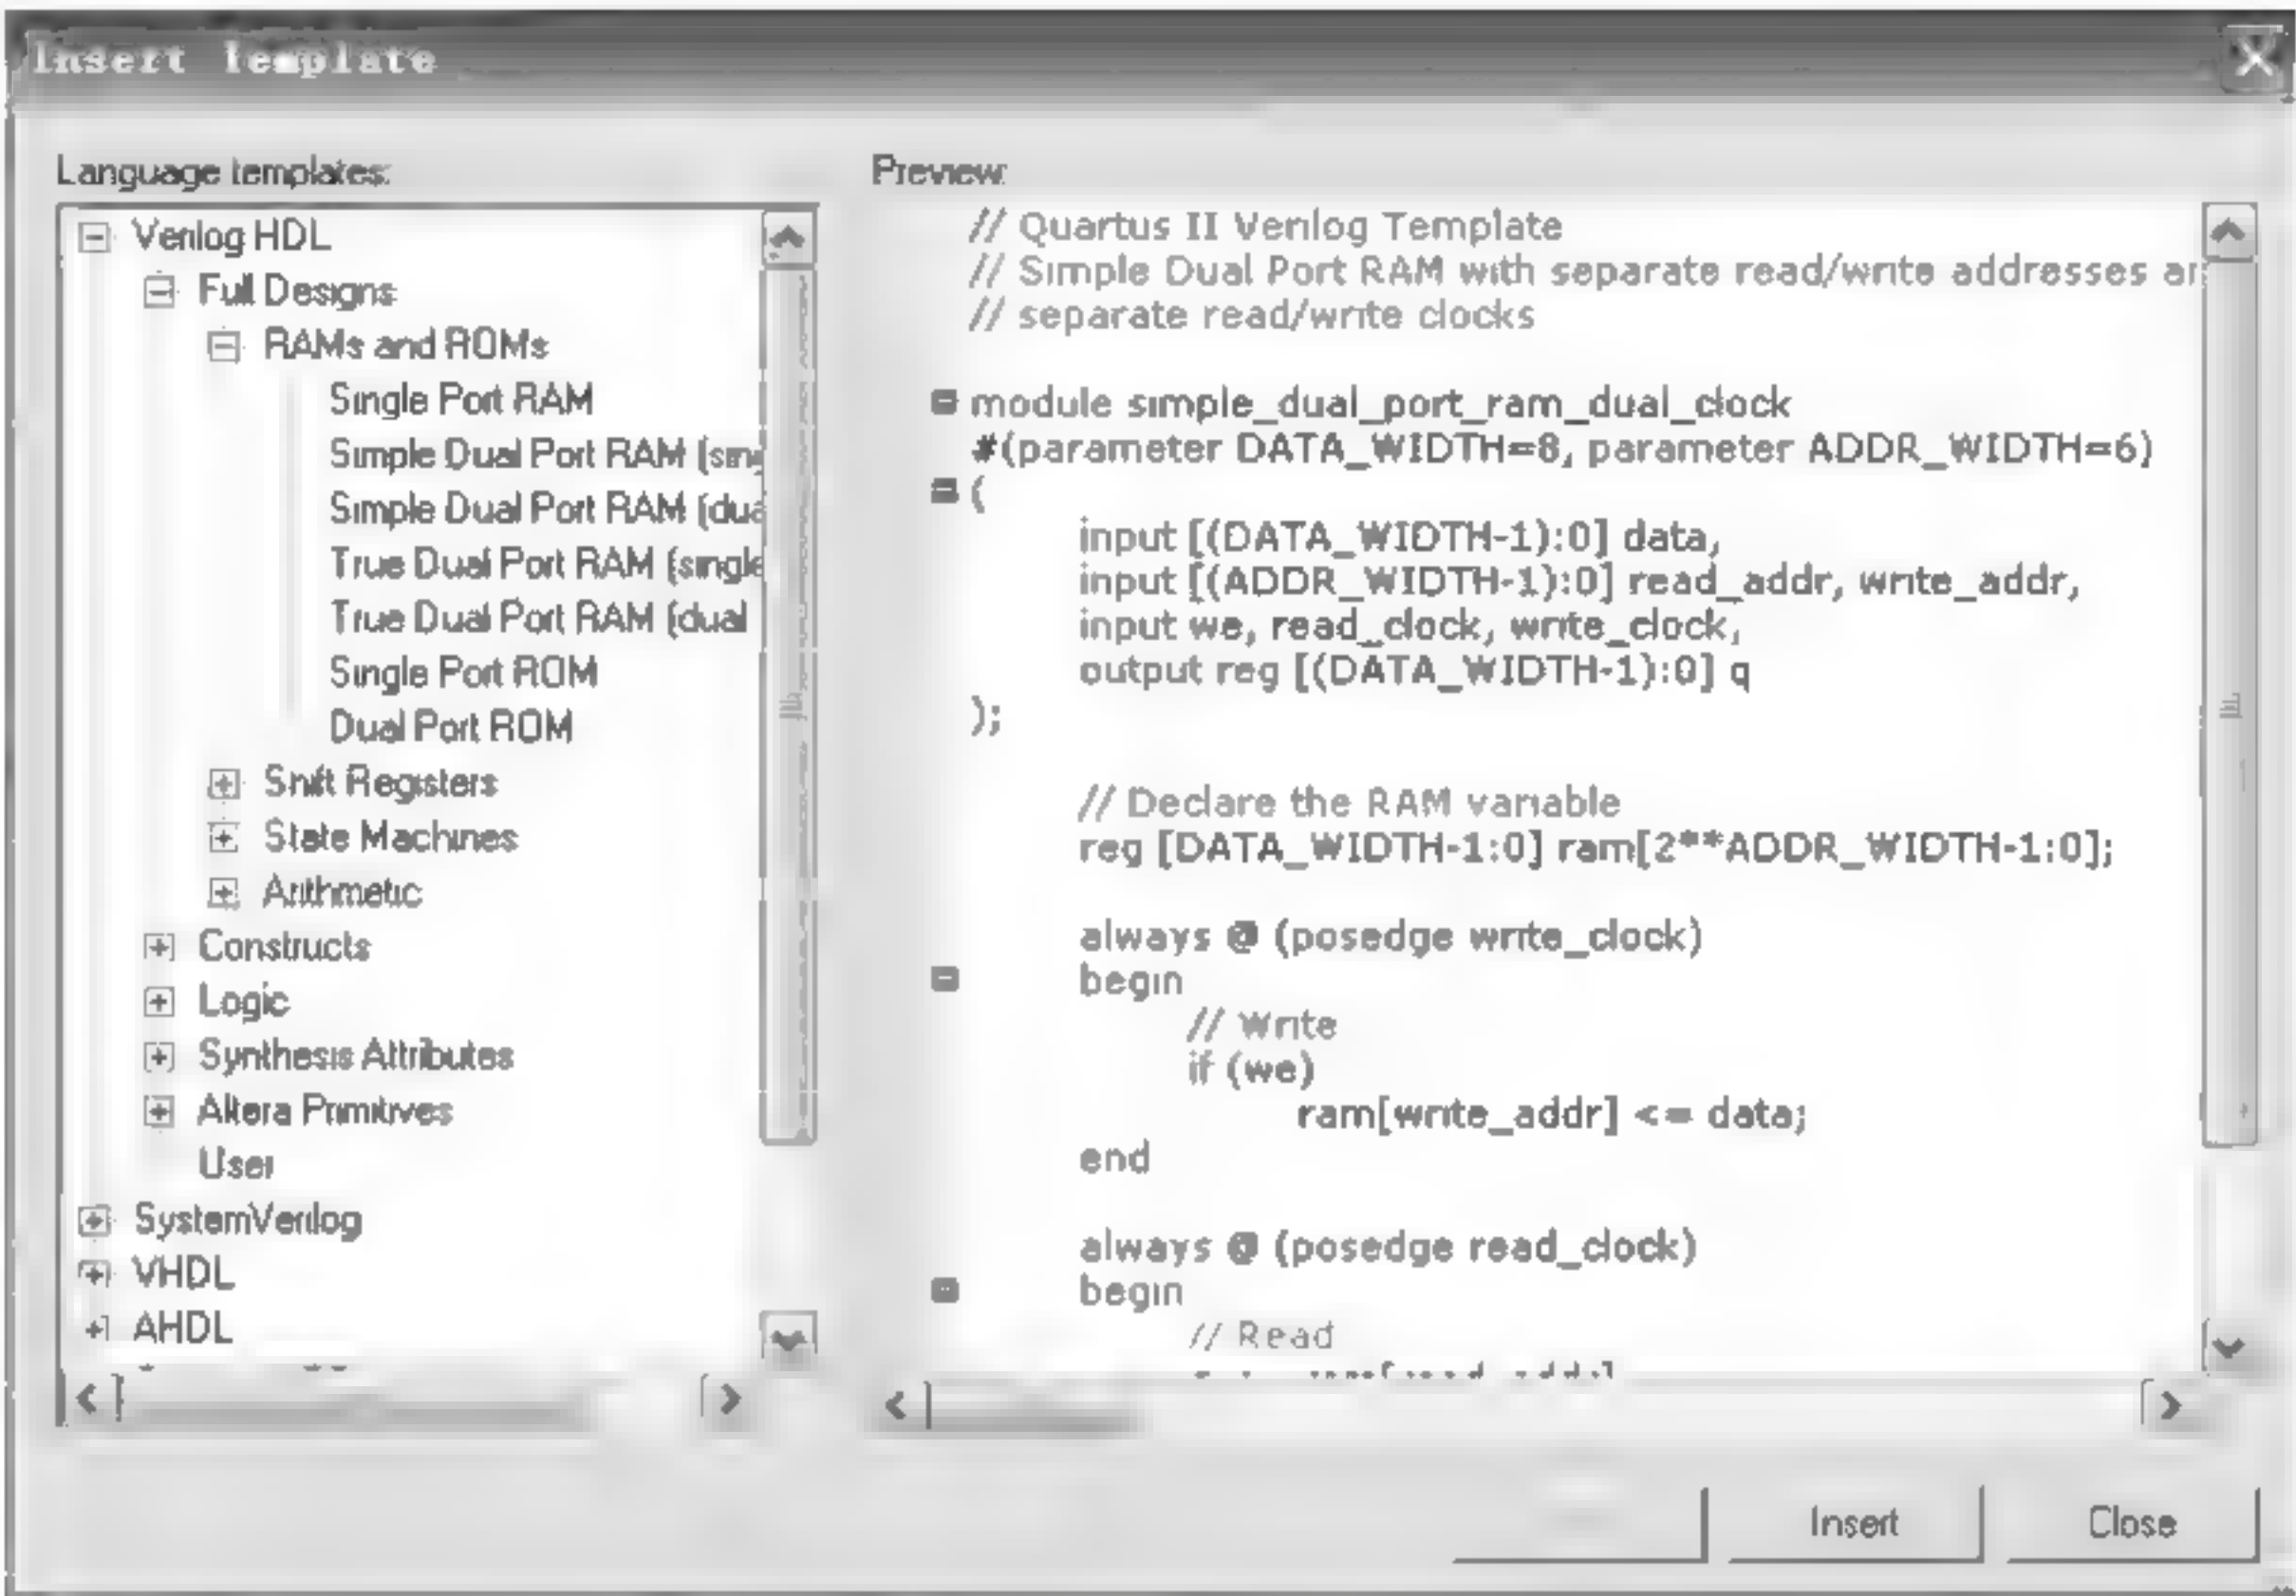 Insert Template
Language templates:
Verilog HDL
Full Designs
RAMs and ROMs
Single Port RAM
Simple Dual Port RAM (sing
Simple Dual Port RAM (dua
True Dual Port RAM (single
True Dual Port RAM (dual
Single Port ROM
Dual Port ROM
Shift Registers
State Machines
Arithmetic
Constructs
Logic
Synthesis Attributes
Altera Primitives
User
SystemVerilog
VHDL
AHDL
Preview:
// Quartus II Verilog Template
// Simple Dual Port RAM with separate read/write addresses an
// separate read/write clocks
module simple_dual_port_ram_dual_clock
#(parameter DATA_WIDTH=8, parameter ADDR_WIDTH=6)
(
input [(DATA_WIDTH-1):0] data,
input [(ADDR_WIDTH-1):0] read_addr, write_addr,
input we, read_clock, write_clock,
output reg [(DATA_WIDTH-1):0] q
);
// Declare the RAM variable
reg [DATA_WIDTH-1:0] ram[2**ADDR_WIDTH-1:0];
always @ (posedge write_clock)
begin
// Write
if (we)
ram[write_addr] <= data;
end
always @ (posedge read_clock)
begin
// Read
Insert
Close